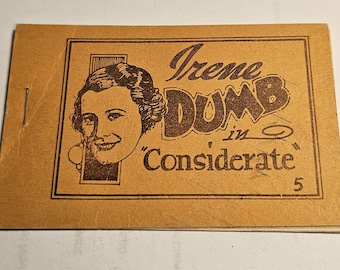 Irene
DUMB
in
"Considerate"
5